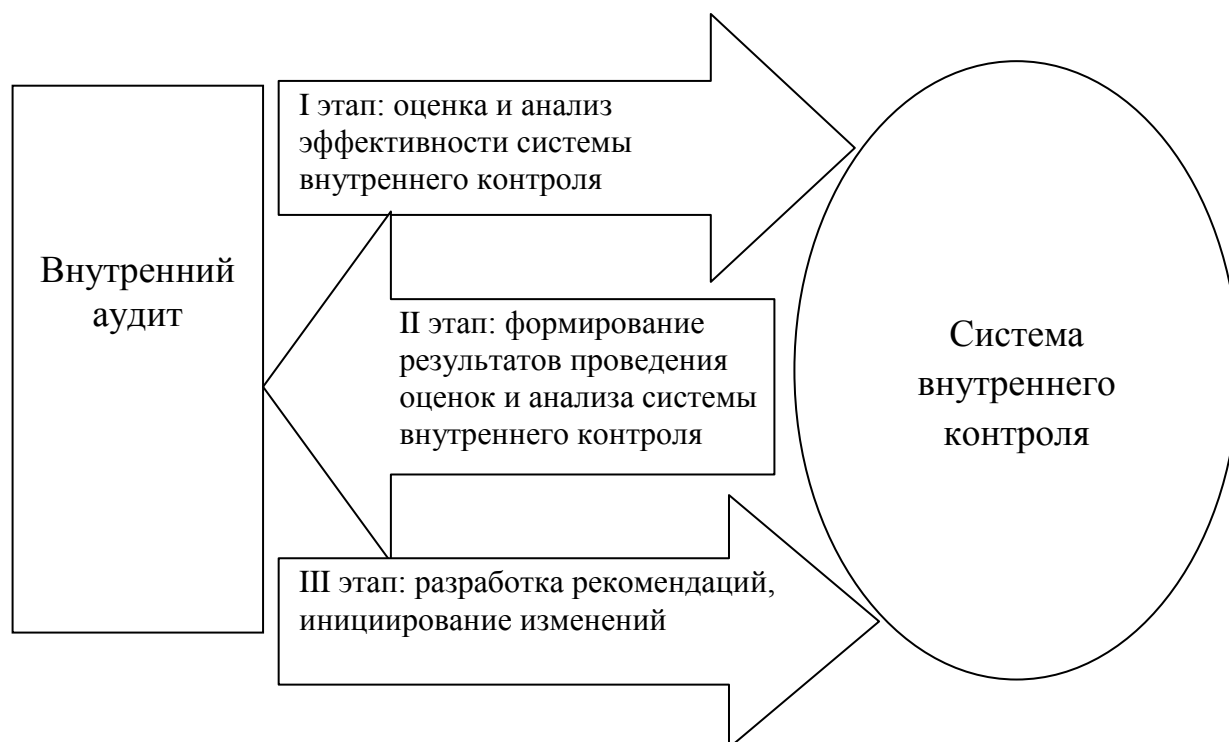 Внутренний
аудит
I этап: оценка и анализ
эффективности системы
внутреннего контроля
II этап: формирование
результатов проведения
оценок и анализа системы
внутреннего контроля
III этап: разработка рекомендаций,
инициирование изменений
Система
внутреннего
контроля